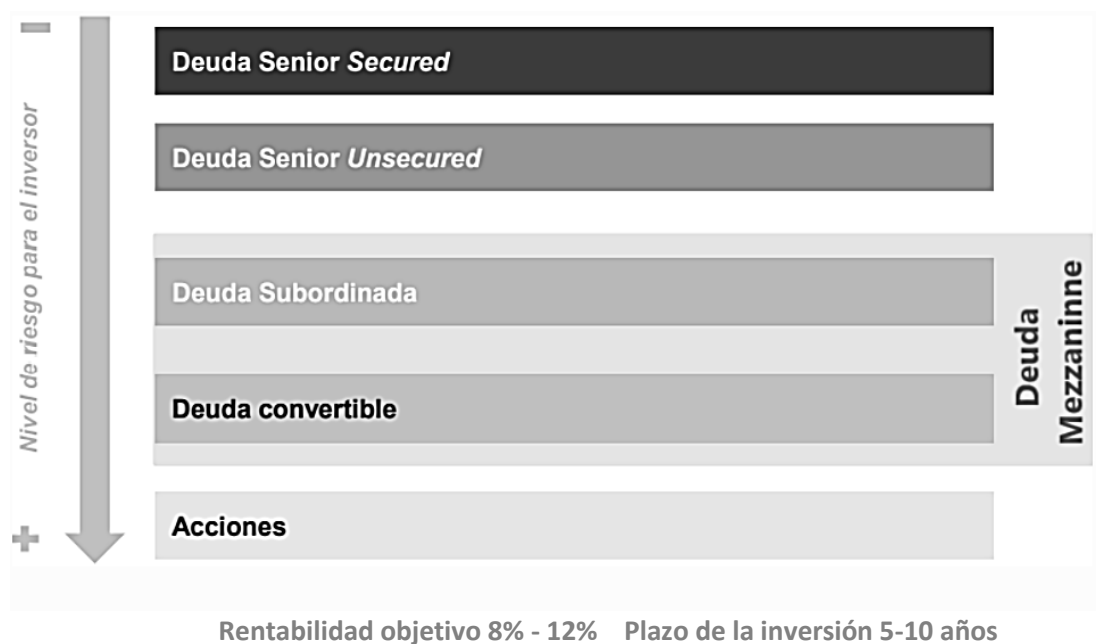 Nivel de riesgo para el inversor
Deuda Senior Secured
Deuda Senior Unsecured
Deuda Subordinada
Deuda convertible
Deuda
Mezzaninne
Acciones
Rentabilidad objetivo 8% - 12% Plazo de la inversión 5-10 años